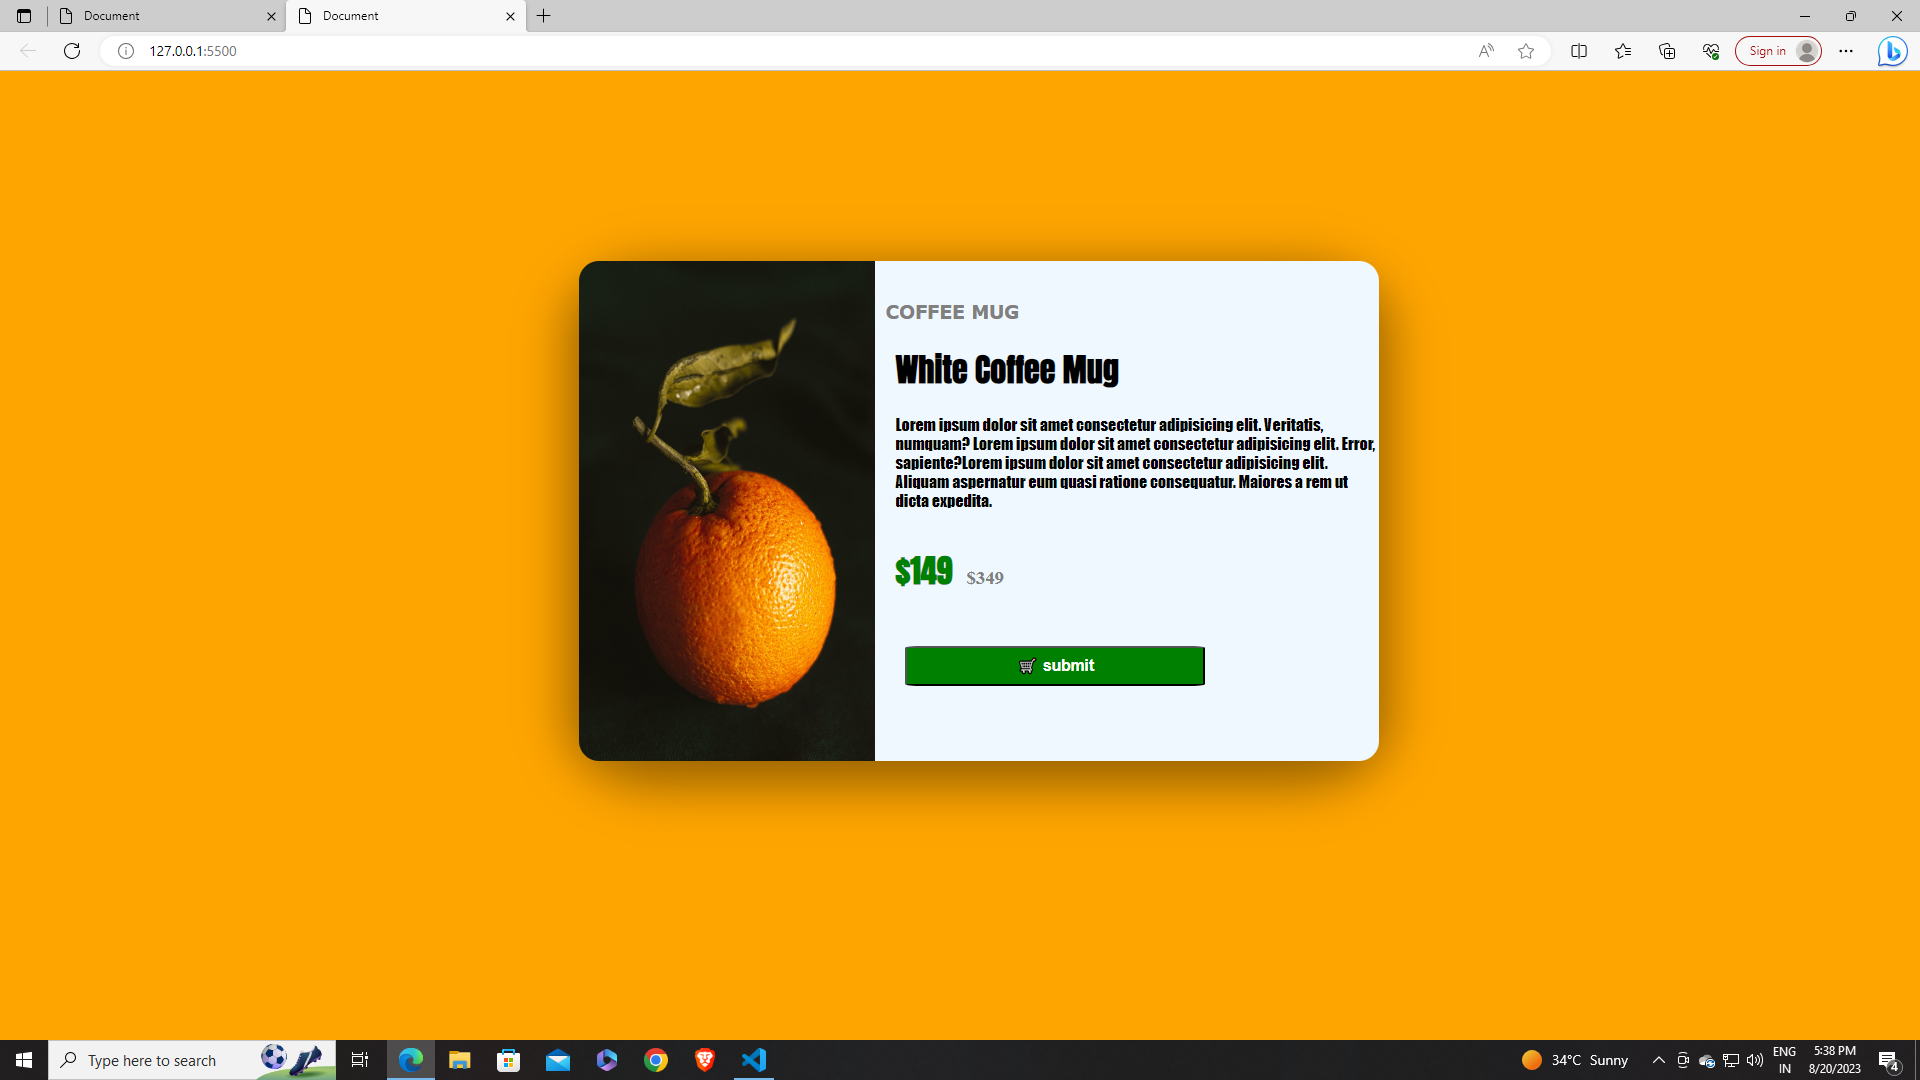 Document
Document
127.0.0.1:5500
Sign in
COFFEE MUG
White Coffee Mug
Lorem ipsum dolor sit amet consectetur adipisicing elit. Veritatis,
numquam? Lorem ipsum dolor sit amet consectetur adipisicing elit. Error,
sapiente?Lorem ipsum dolor sit amet consectetur adipisicing elit.
Aliquam aspernatur eum quasi ratione consequatur. Maiores a rem ut
dicta expedita.
$149 $349
submit
Type here to search
34°C Sunny
ENG
IN
5:38 PM
8/20/2023
4